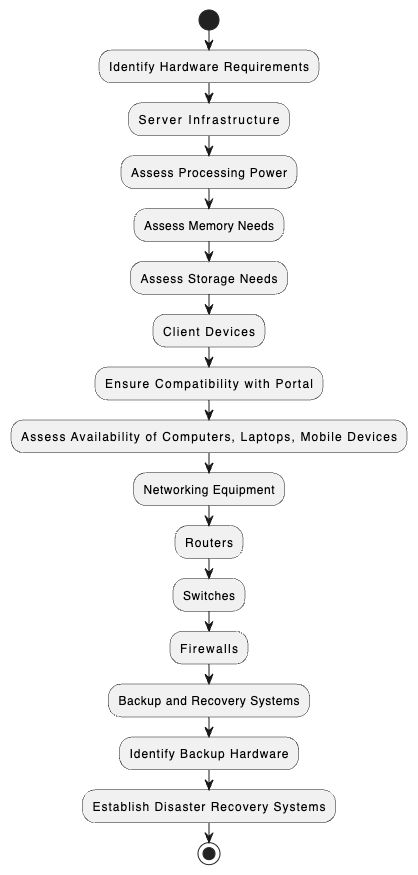 Identify Hardware Requirements
Server Infrastructure
Assess Processing Power
Assess Memory Needs
Assess Storage Needs
Client Devices
Ensure Compatibility with Portal
Assess Availability of Computers, Laptops, Mobile Devices
Networking Equipment
Routers
Switches
Firewalls
Backup and Recovery Systems
Identify Backup Hardware
Establish Disaster Recovery Systems